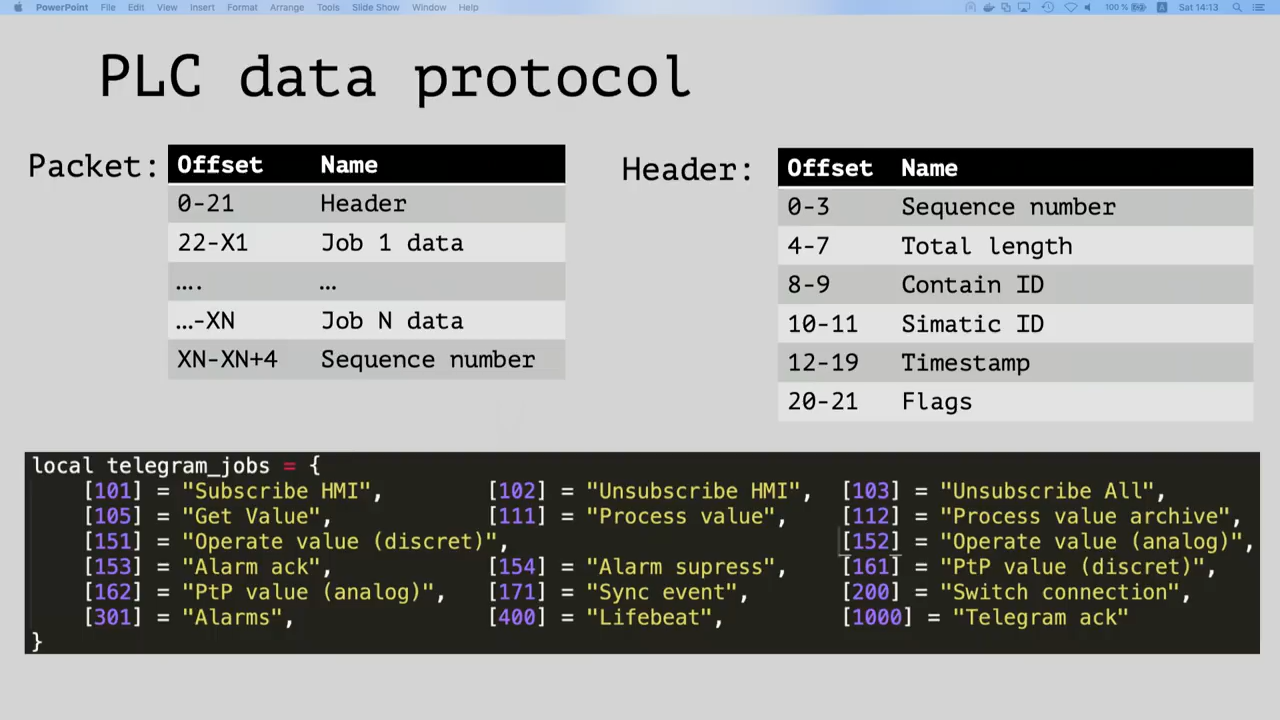 PowerPoint File Edit View Insert Format Arrange Tools Slide Show Window Help 100 % A Sat 14:13
PLC data protocol
Packet:
Offset Name
0-21 Header
22-X1 Job 1 data
…. …
…-XN Job N data
XN-XN+4 Sequence number
Header:
Offset Name
0-3 Sequence number
4-7 Total length
8-9 Contain ID
10-11 Simatic ID
12-19 Timestamp
20-21 Flags
local telegram_jobs = {
[101] = "Subscribe HMI", [102] = "Unsubscribe HMI", [103] = "Unsubscribe All",
[105] = "Get Value", [111] = "Process value", [112] = "Process value archive",
[151] = "Operate value (discret)", [152] = "Operate value (analog)",
[153] = "Alarm ack", [154] = "Alarm supress", [161] = "PtP value (discret)",
[162] = "PtP value (analog)", [171] = "Sync event", [200] = "Switch connection",
[301] = "Alarms", [400] = "Lifebeat", [1000] = "Telegram ack"
}